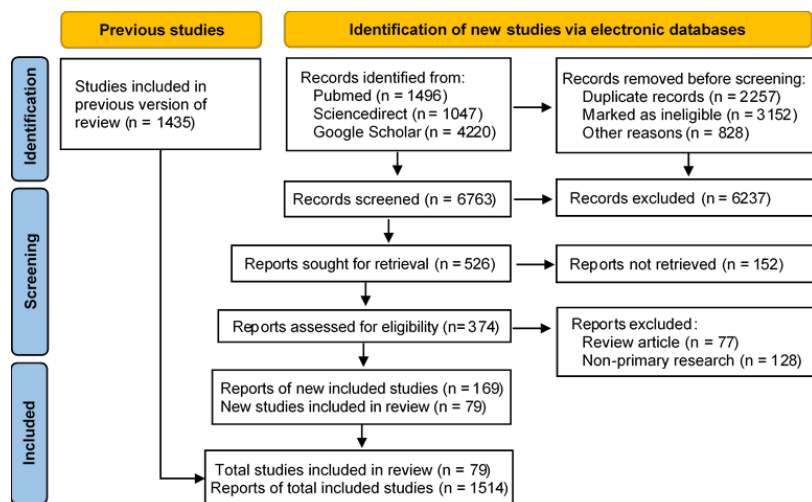 Previous studies
Identification of new studies via electronic databases
Identification
Studies included in
previous version of
review (n = 1435)
Records identified from:
Pubmed (n = 1496)
Sciencedirect (n = 1047)
Google Scholar (n = 4220)
Records removed before screening:
Duplicate records (n = 2257)
Marked as ineligible (n = 3152)
Other reasons (n = 828)
Screening
Records screened (n = 6763)
Records excluded (n = 6237)
Reports sought for retrieval (n = 526)
Reports not retrieved (n = 152)
Reports assessed for eligibility (n= 374)
Reports excluded:
Review article (n = 77)
Non-primary research (n = 128)
Included
Reports of new included studies (n = 169)
New studies included in review (n = 79)
Total studies included in review (n = 79)
Reports of total included studies (n = 1514)